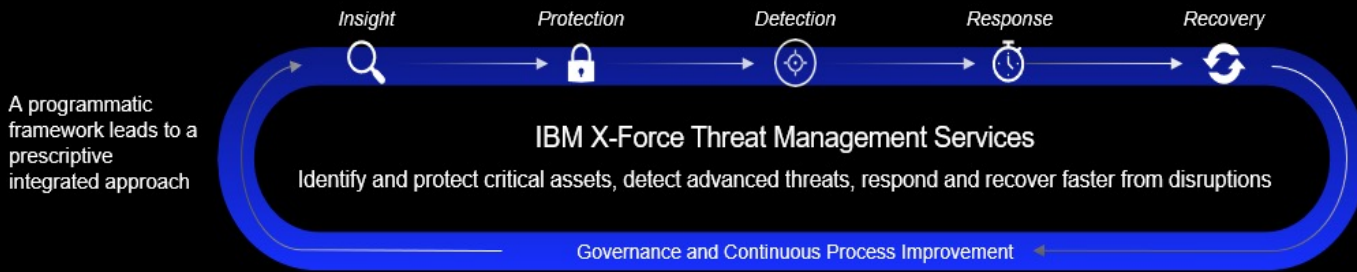 Insight
Protection
Detection
Response
Recovery
A programmatic
framework leads to a
prescriptive
integrated approach
IBM X-Force Threat Management Services
Identify and protect critical assets, detect advanced threats, respond and recover faster from disruptions
Governance and Continuous Process Improvement